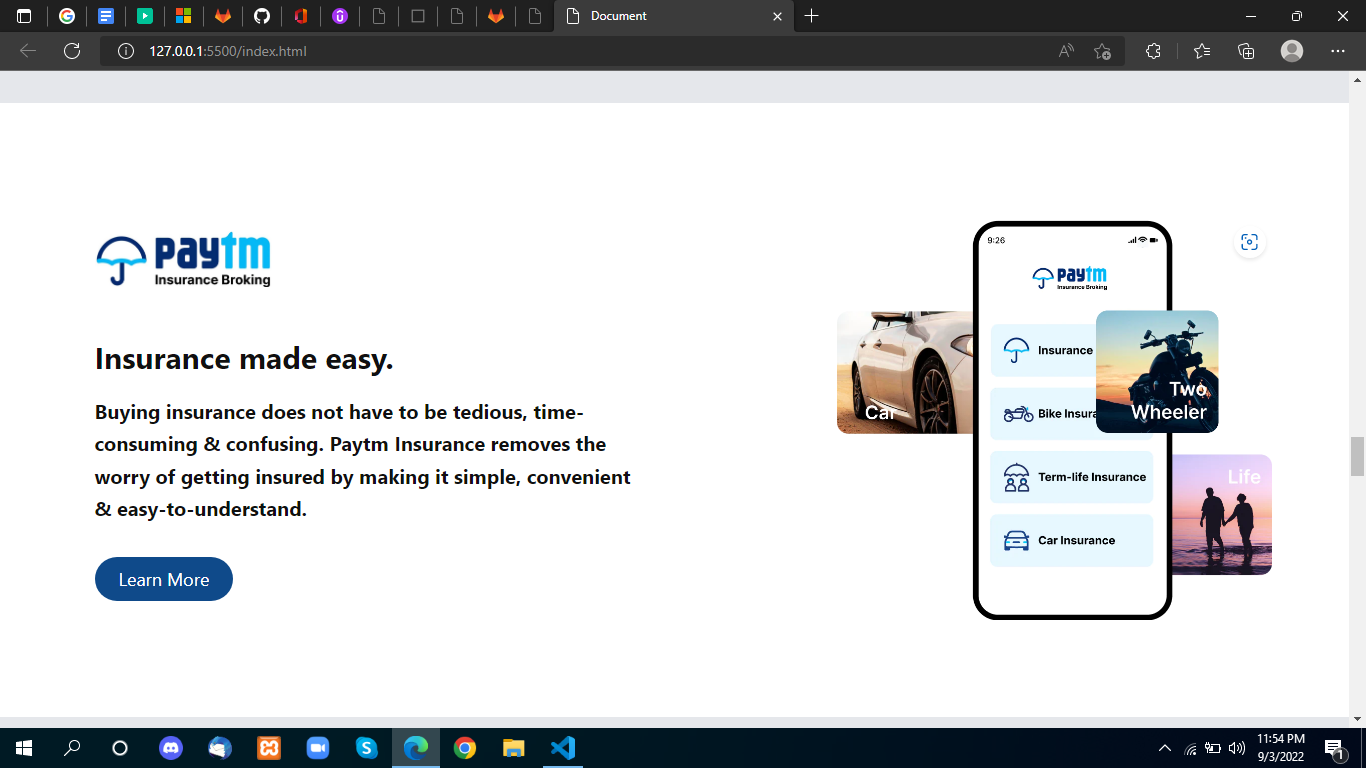 Document
127.0.0.1:5500/index.html
paytm
Insurance Broking
Insurance made easy.
Buying insurance does not have to be tedious, time-
consuming & confusing. Paytm Insurance removes the
worry of getting insured by making it simple, convenient
& easy-to-understand.
Learn More
9:26
paytm
Insurance Broking
Insurance
Car
Bike Insura
Two
Wheeler
Term-life Insurance
Life
Car Insurance
11:54 PM
9/3/2022
1